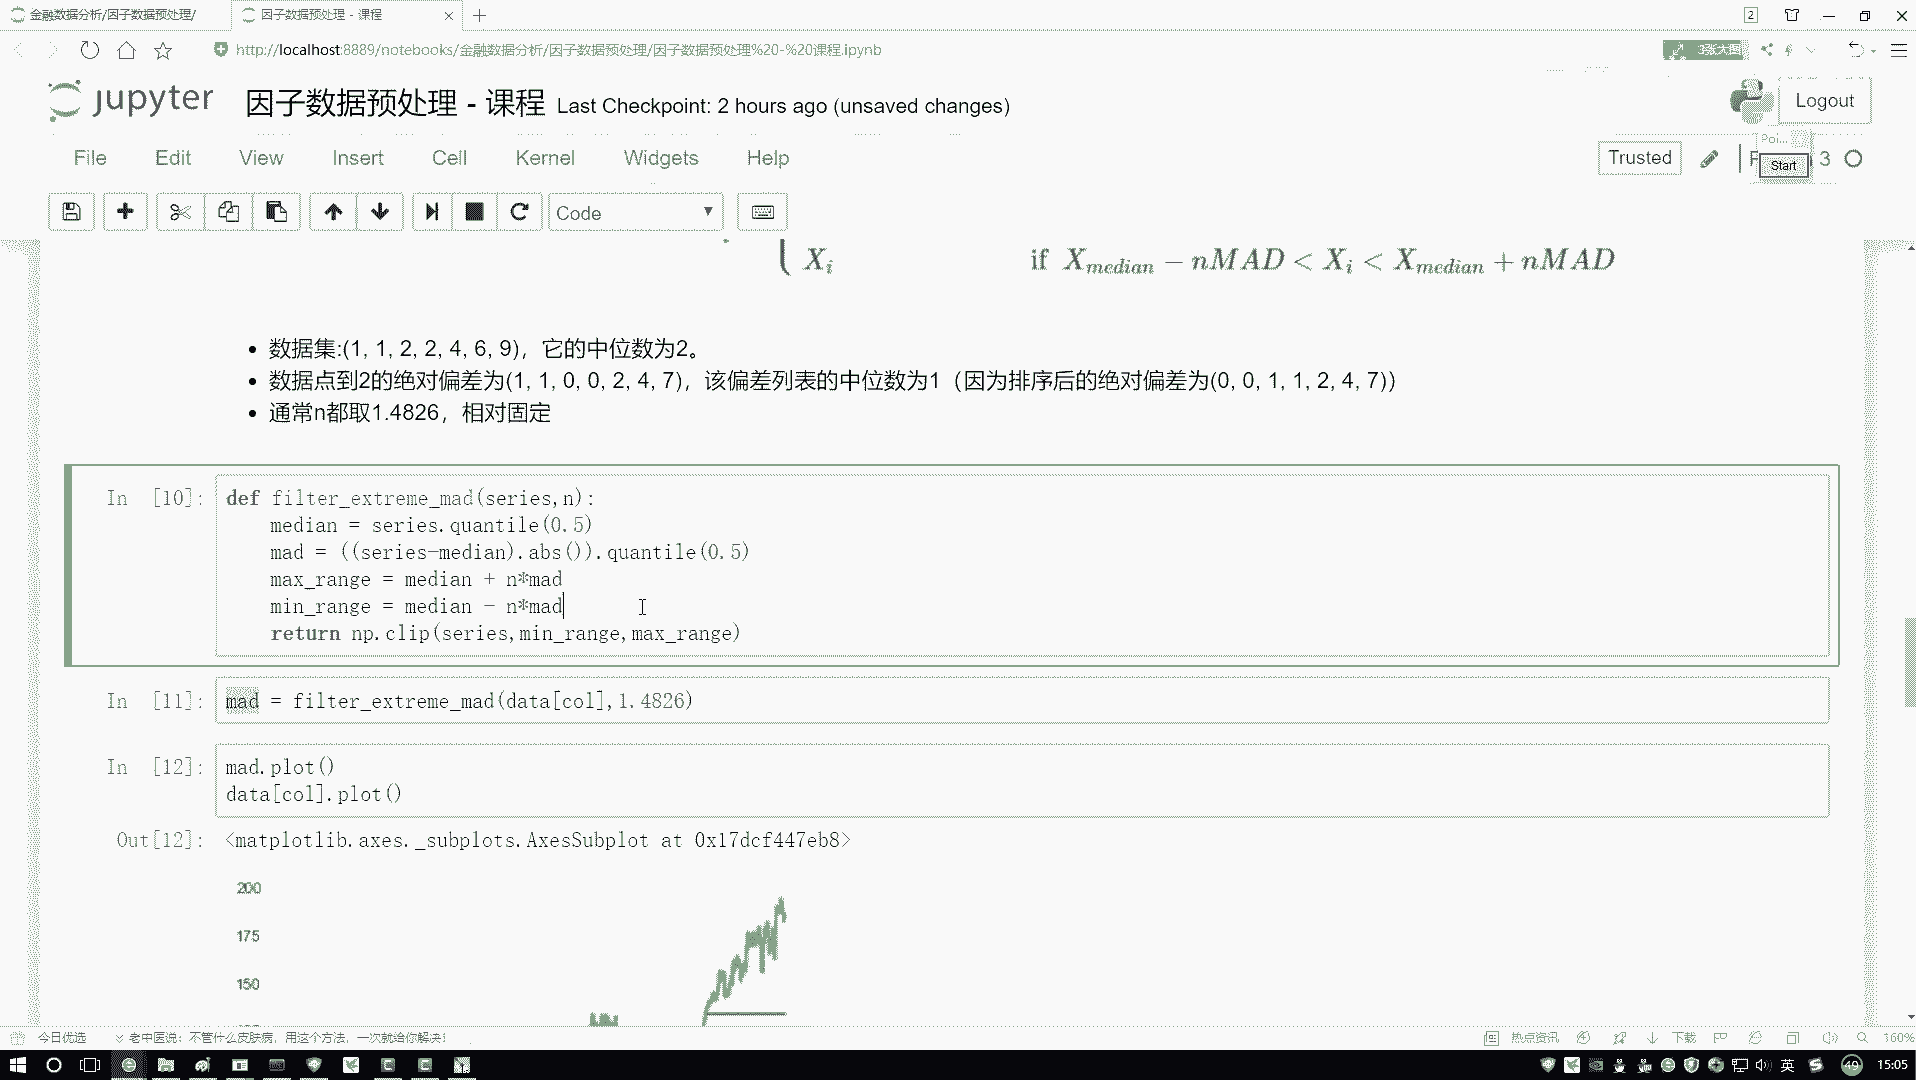 金融数据分析/因子数据预处理/
因子数据预处理 - 课程
2
http://localhost:8889/notebooks/金融数据分析/因子数据预处理/因子数据预处理%20-%20课程.ipynb
3张大图
jupyter
因子数据预处理 - 课程 Last Checkpoint: 2 hours ago (unsaved changes)
Logout
File Edit View Insert Cell Kernel Widgets Help
Trusted
Poi...
Start
3
Code
X_i if X_median − nMAD < X_i < X_median + nMAD
• 数据集:(1, 1, 2, 2, 4, 6, 9)，它的中位数为2。
• 数据点到2的绝对偏差为(1, 1, 0, 0, 2, 4, 7)，该偏差列表的中位数为1（因为排序后的绝对偏差为(0, 0, 1, 1, 2, 4, 7)）
• 通常n都取1.4826，相对固定
In [10]: def filter_extreme_mad(series,n):
median = series.quantile(0.5)
mad = ((series-median).abs()).quantile(0.5)
max_range = median + n*mad
min_range = median - n*mad
return np.clip(series,min_range,max_range)
In [11]: mad = filter_extreme_mad(data[col],1.4826)
In [12]: mad.plot()
data[col].plot()
Out[12]: <matplotlib.axes._subplots.AxesSubplot at 0x17dcf447eb8>
200
175
150
今日优选
老中医说：不管什么皮肤病，用这个方法，一次就给你解决！
热点资讯
下载
160%
英
49
15:05